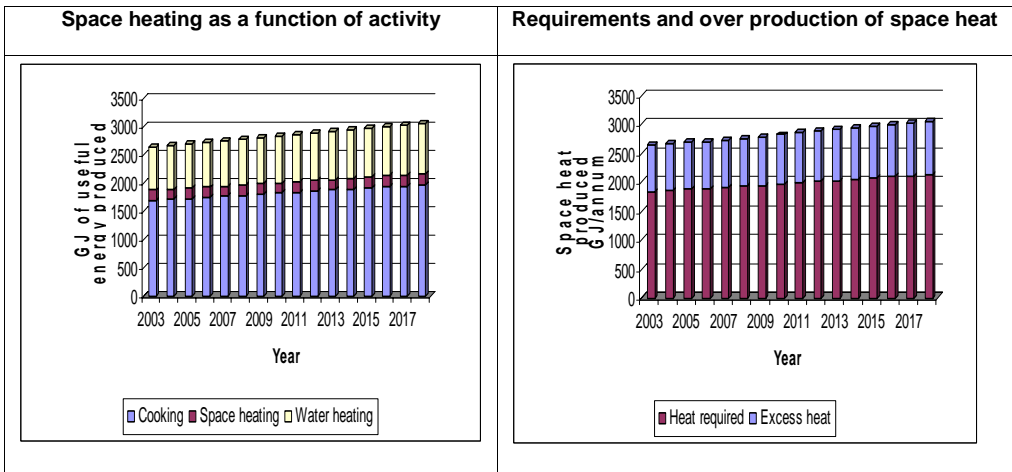 Space heating as a function of activity
Requirements and over production of space heat
GJ of useful
energy produced
3500
3000
2500
2000
1500
1000
500
0
2003 2005 2007 2009 2011 2013 2015 2017
Year
Cooking Space heating Water heating
Space heat
produced
GJ/annum
3500
3000
2500
2000
1500
1000
500
0
2003 2005 2007 2009 2011 2013 2015 2017
Year
Heat required Excess heat